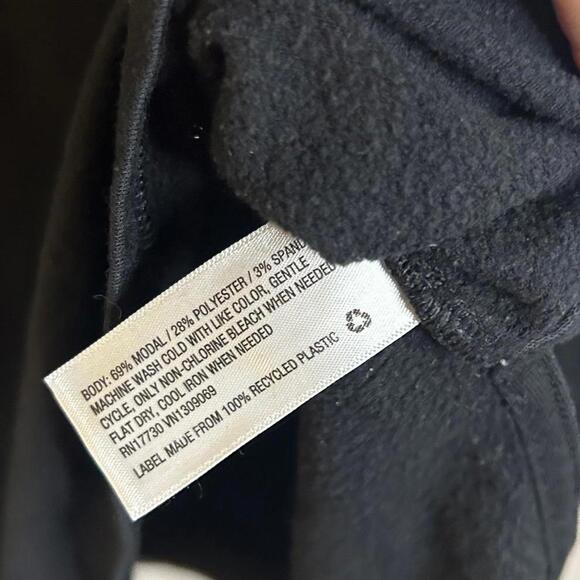 BODY: 69% MODAL / 28% POLYESTER / 3% SPAND
MACHINE WASH COLD WITH LIKE COLOR, GENTLE
CYCLE, ONLY NON-CHLORINE BLEACH WHEN NEEDED
FLAT DRY, COOL IRON WHEN NEEDED
RN17730 VN1309069
LABEL MADE FROM 100% RECYCLED PLASTIC